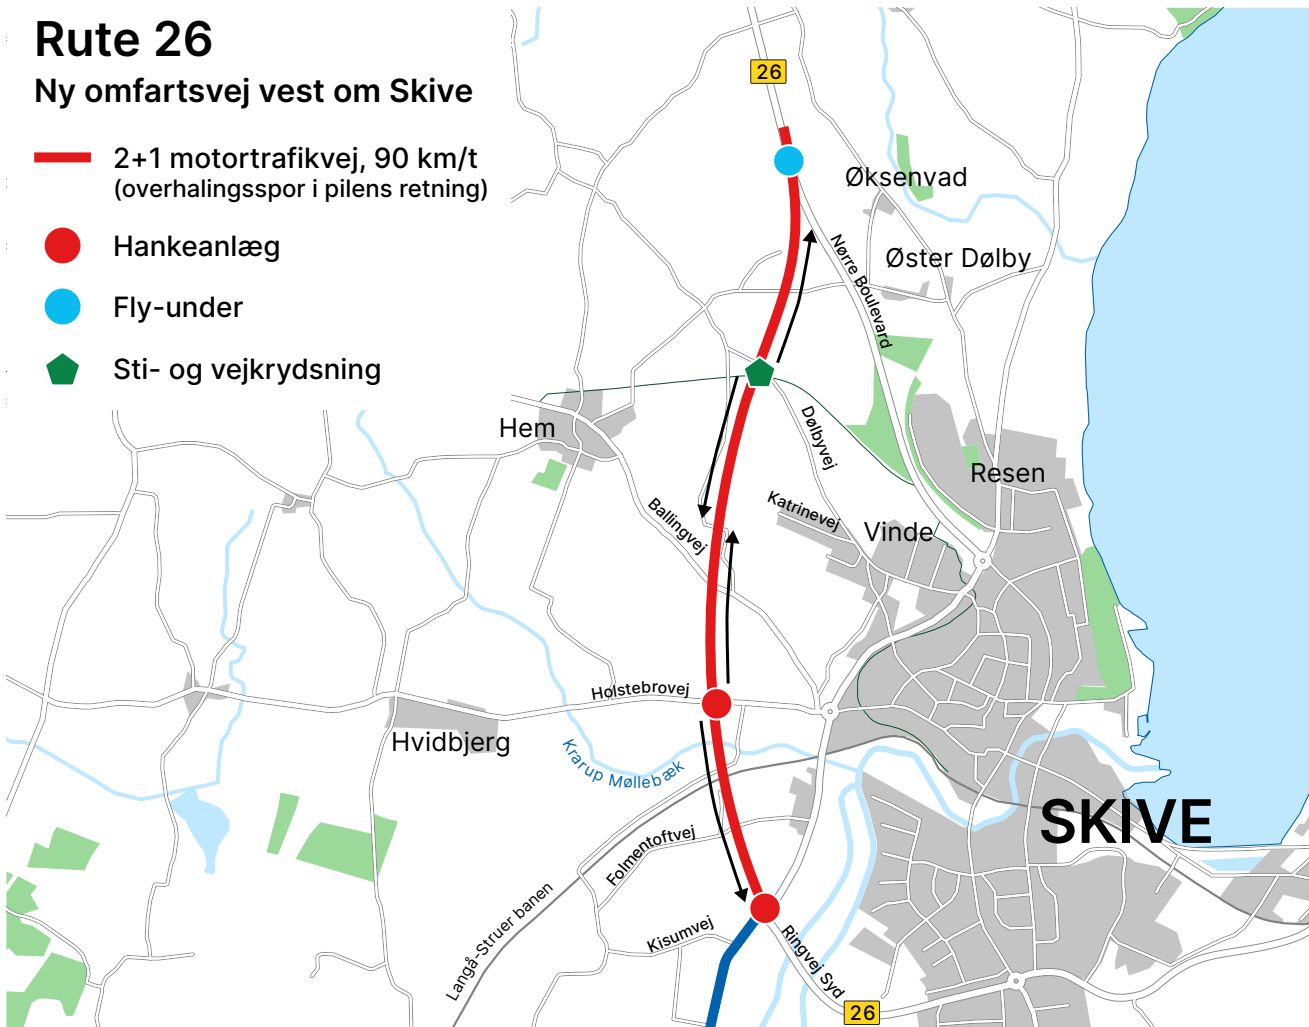 Rute 26
Ny omfartsvej vest om Skive
2+1 motortrafikvej, 90 km/t
(overhalingsspor i pilens retning)
Hankeanlæg
Fly-under
Sti- og vejkrydsning
26
Øksenvad
Øster Dølby
Nørre Boulevard
Hem
Dølbyvej
Resen
Katrinevej
Vinde
Ballingvej
Holstebrovej
Hvidbjerg
Krarup Møllebæk
SKIVE
Folmentoftvej
Langå-Struer banen
Kisumvej
Ringvej Syd
26